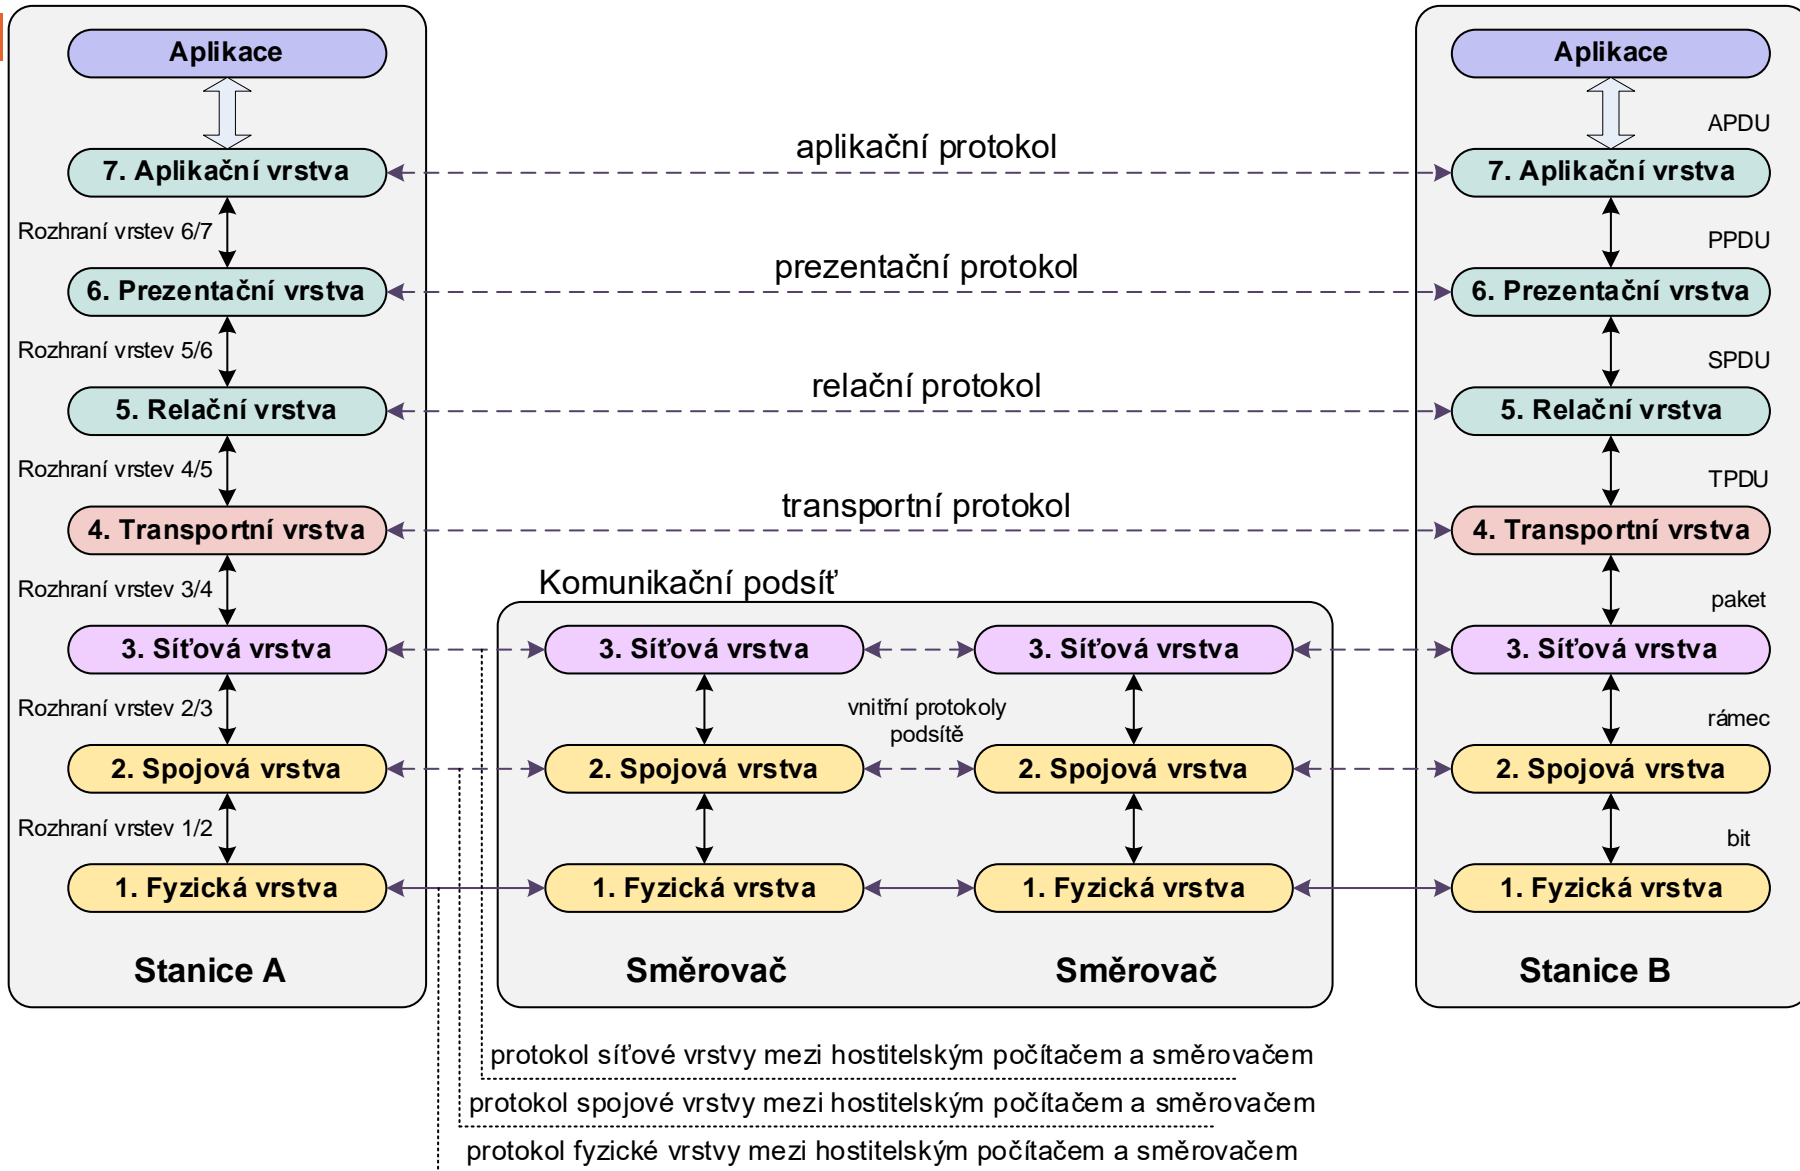 Aplikace
Aplikace
APDU
aplikační protokol
7. Aplikační vrstva
7. Aplikační vrstva
Rozhraní vrstev 6/7
PPDU
prezentační protokol
6. Prezentační vrstva
6. Prezentační vrstva
Rozhraní vrstev 5/6
SPDU
relační protokol
5. Relační vrstva
5. Relační vrstva
Rozhraní vrstev 4/5
TPDU
transportní protokol
4. Transportní vrstva
4. Transportní vrstva
Rozhraní vrstev 3/4
Komunikační podsíť
paket
3. Síťová vrstva
3. Síťová vrstva
3. Síťová vrstva
3. Síťová vrstva
Rozhraní vrstev 2/3
vnitřní protokoly
podsítě
rámec
2. Spojová vrstva
2. Spojová vrstva
2. Spojová vrstva
2. Spojová vrstva
Rozhraní vrstev 1/2
bit
1. Fyzická vrstva
1. Fyzická vrstva
1. Fyzická vrstva
1. Fyzická vrstva
Stanice A
Směrovač
Směrovač
Stanice B
protokol síťové vrstvy mezi hostitelským počítačem a směrovačem
protokol spojové vrstvy mezi hostitelským počítačem a směrovačem
protokol fyzické vrstvy mezi hostitelským počítačem a směrovačem